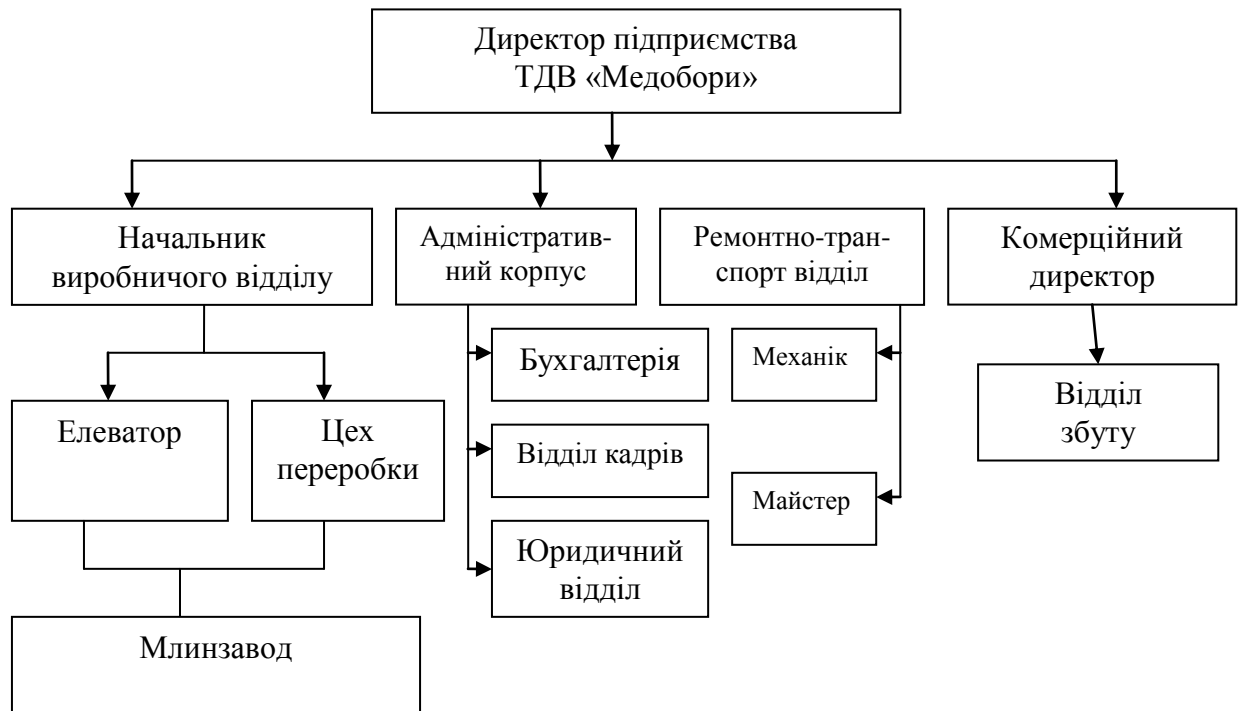 Директор підприємства
ТДВ «Медобори»
Начальник
виробничого відділу
Адміністратив-
ний корпус
Ремонтно-тран-
спорт відділ
Комерційний
директор
Бухгалтерія
Механік
Відділ
збуту
Елеватор
Цех
переробки
Відділ кадрів
Майстер
Юридичний
відділ
Млинзавод